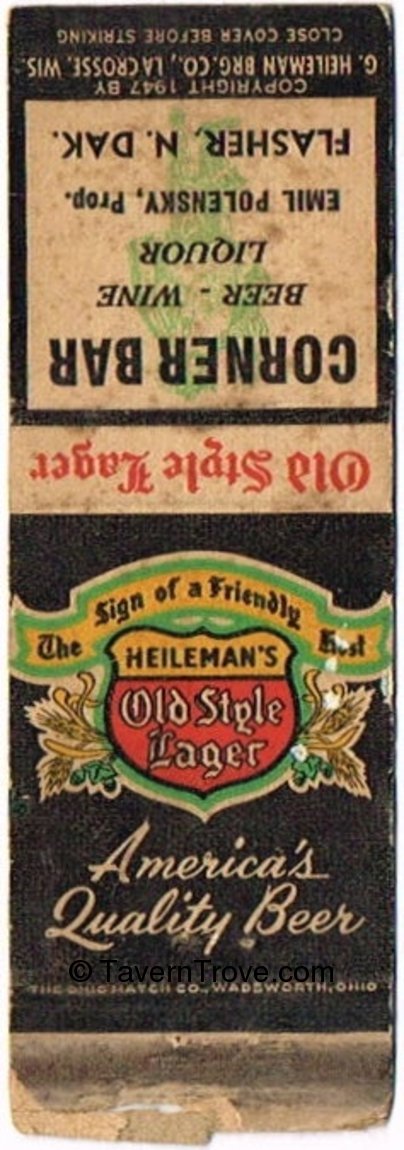 CLOSE COVER BEFORE STRIKING
G. HEILEMAN BRG. CO., LA CROSSE, WIS.
COPYRIGHT 1947 BY
FLASHER, N. DAK.
EMIL POLENSKY, Prop.
LIQUOR
BEER - WINE
CORNER BAR
Old Style Lager
The Sign of a Friendly Host
HEILEMAN'S
Old Style
Lager
America's
Quality Beer
© TavernTrove.com
THE OHIO MATCH CO., WADSWORTH, OHIO